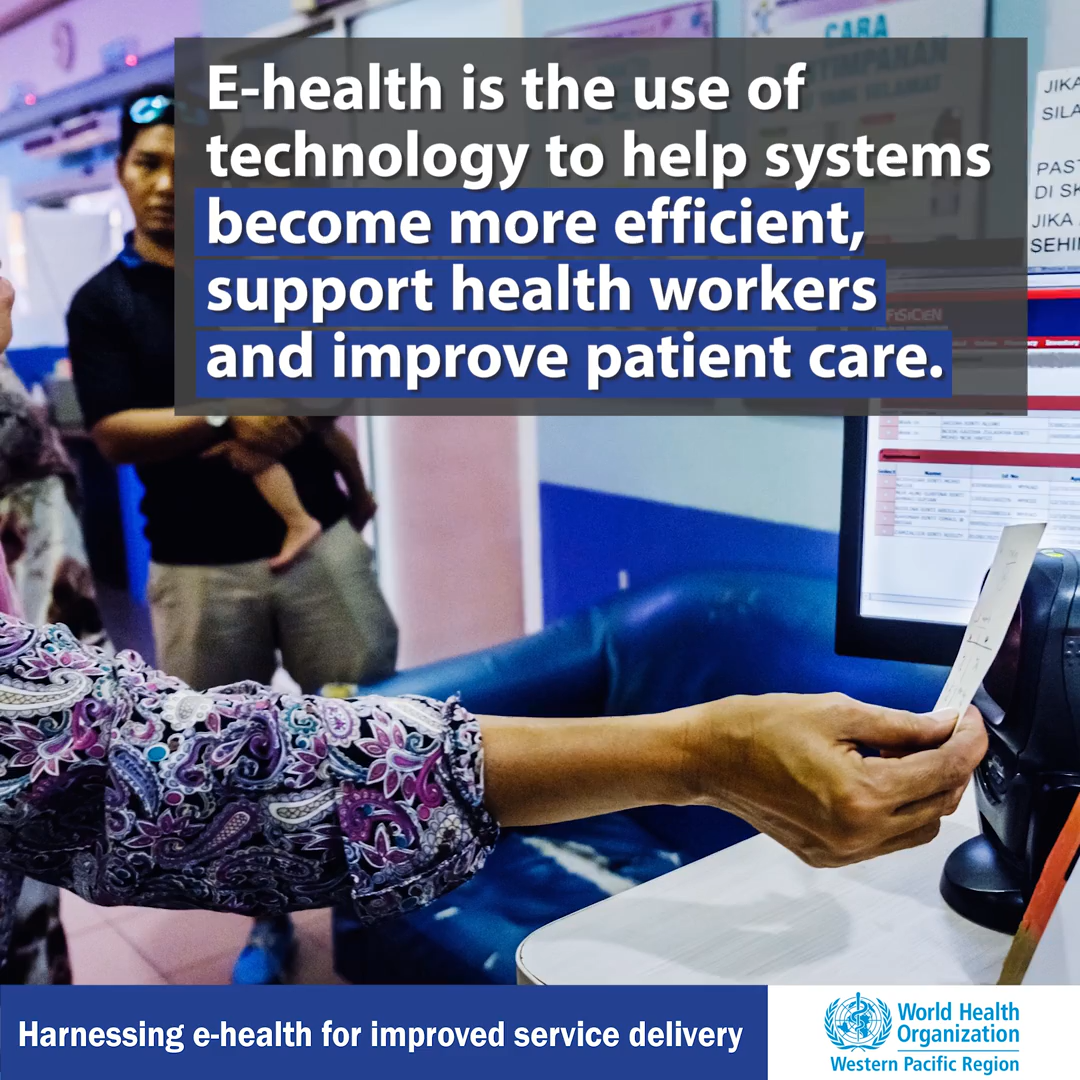 E-health is the use of
technology to help systems
become more efficient,
support health workers
and improve patient care.
CARA
JIKA
SILA
PAST
DI SK
JIKA
SEHIN
FISiCiEN
Harnessing e-health for improved service delivery
World Health
Organization
Western Pacific Region